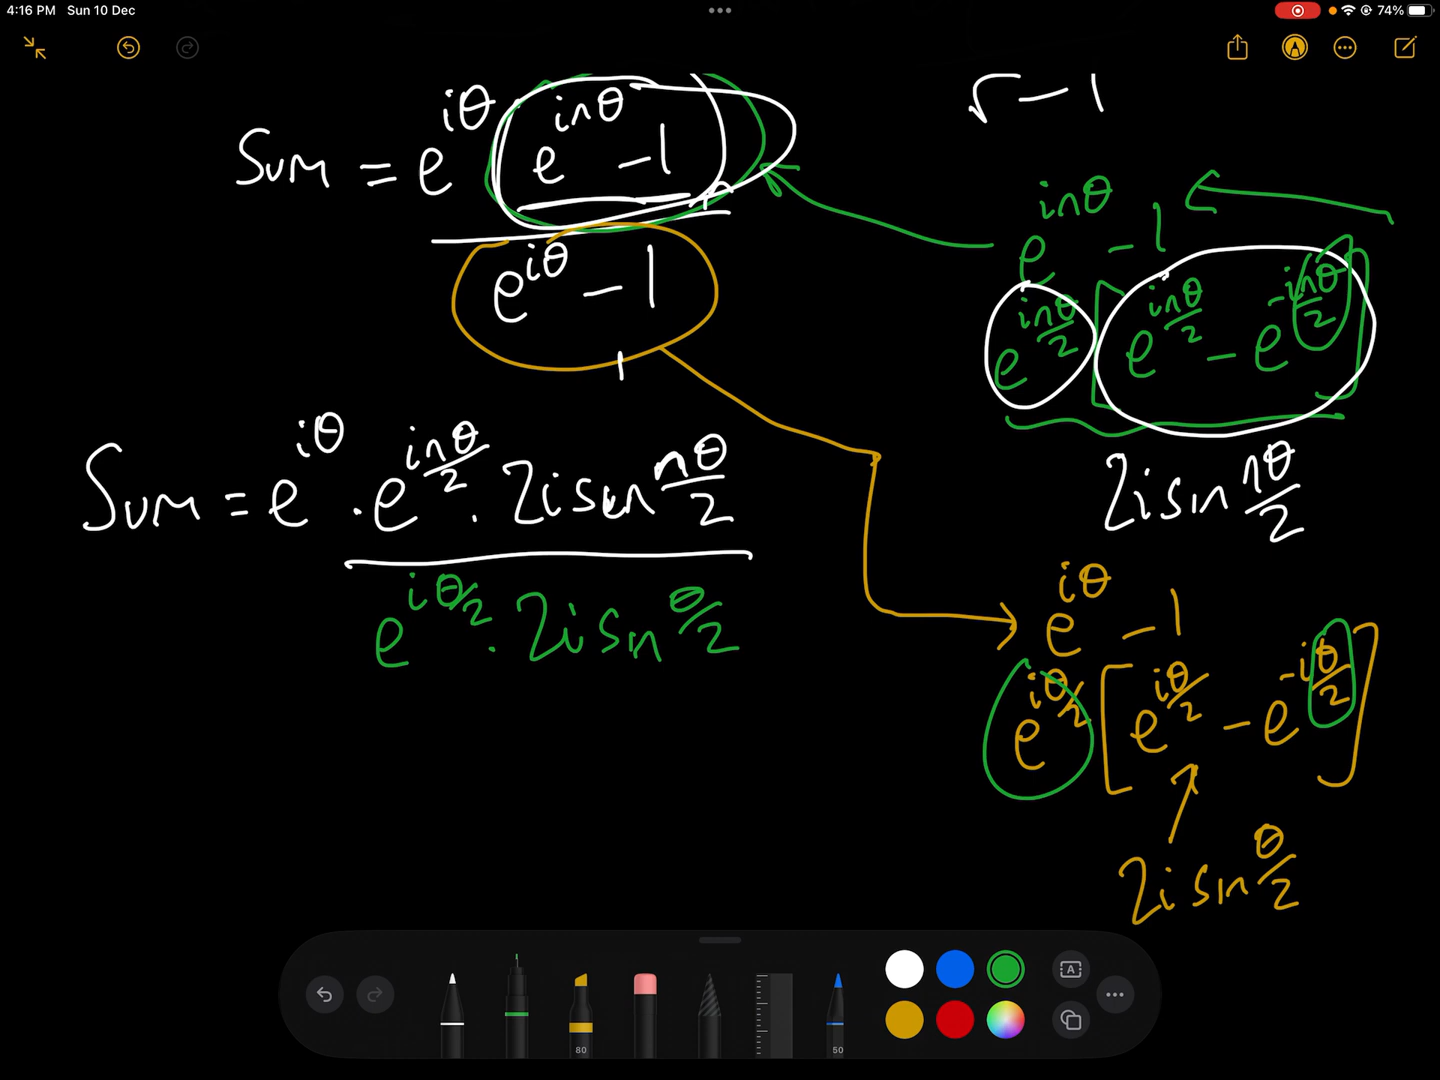 4:16 PM Sun 10 Dec
74%
r - 1
Sum = e^{iθ} (e^{inθ} - 1)
e^{iθ} - 1
e^{inθ} - 1
e^{inθ/2} [e^{inθ/2} - e^{-inθ/2}]
2i sin nθ/2
Sum = e^{iθ} . e^{inθ/2} . 2i sin nθ/2
e^{iθ/2} . 2i sin θ/2
e^{iθ} - 1
e^{iθ/2} [e^{iθ/2} - e^{-iθ/2}]
2i sin θ/2
80
50
A